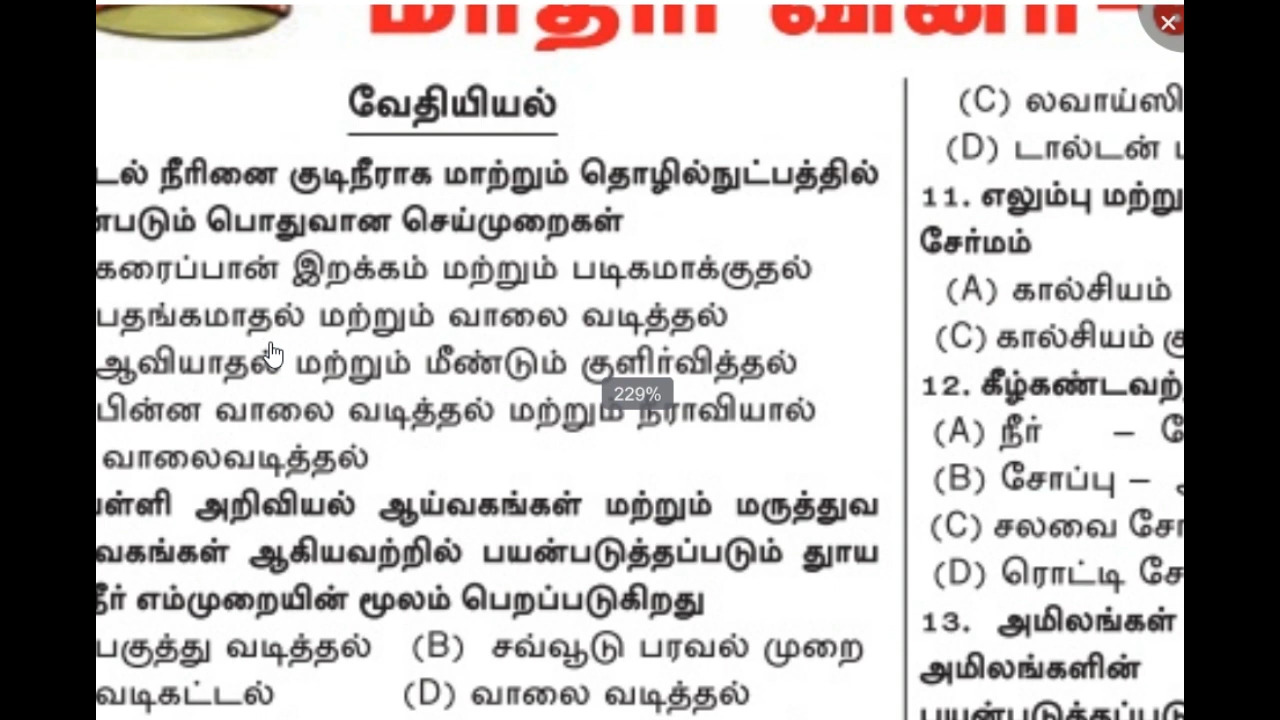 மாதிரி வினா-
வேதியியல்
டல் நீரினை குடிநீராக மாற்றும் தொழில்நுட்பத்தில்
ன்படும் பொதுவான செய்முறைகள்
கரைப்பான் இறக்கம் மற்றும் படிகமாக்குதல்
பதங்கமாதல் மற்றும் வாலை வடித்தல்
ஆவியாதல் மற்றும் மீண்டும் குளிர்வித்தல்
229%
பின்ன வாலை வடித்தல் மற்றும் நீராவியால்
வாலைவடித்தல்
ள்ளி அறிவியல் ஆய்வகங்கள் மற்றும் மருத்துவ
வகங்கள் ஆகியவற்றில் பயன்படுத்தப்படும் தூய
நீர் எம்முறையின் மூலம் பெறப்படுகிறது
பகுத்து வடித்தல் (B) சவ்வூடு பரவல் முறை
வடிகட்டல் (D) வாலை வடித்தல்
(C) லவாய்ஸி
(D) டால்டன்
11. எலும்பு மற்று
சேர்மம்
(A) கால்சியம்
(C) கால்சியம் கு
12. கீழ்கண்டவற்
(A) நீர் –
(B) சோப்பு –
(C) சலவை சோ
(D) ரொட்டி சே
13. அமிலங்கள்
அமிலங்களின்
பயன்படுத்தப்படு